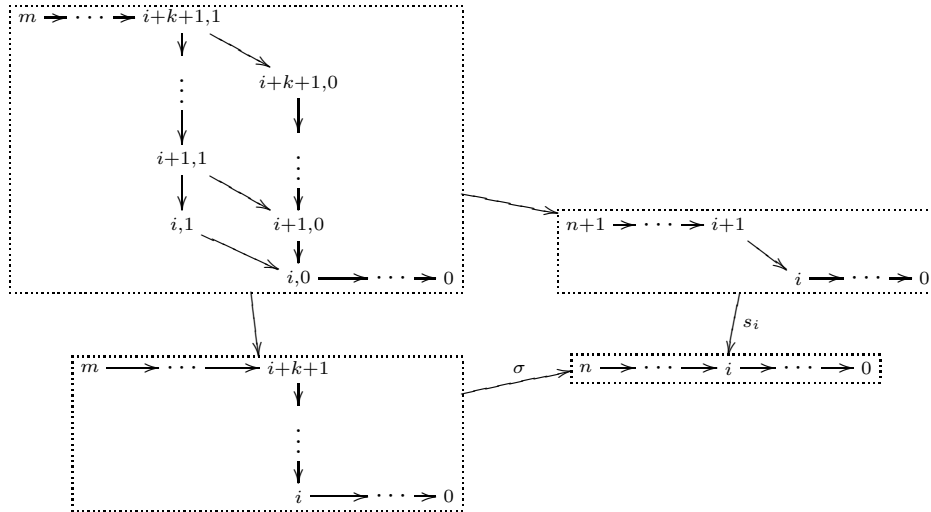 m ⋯ i+k+1,1
⋮ i+k+1,0
i+1,1 ⋮
i,1 i+1,0 n+1 ⋯ i+1
i,0 ⋯ 0 i ⋯ 0
s_i
m ⋯ i+k+1 σ n ⋯ i ⋯ 0
⋮
i ⋯ 0